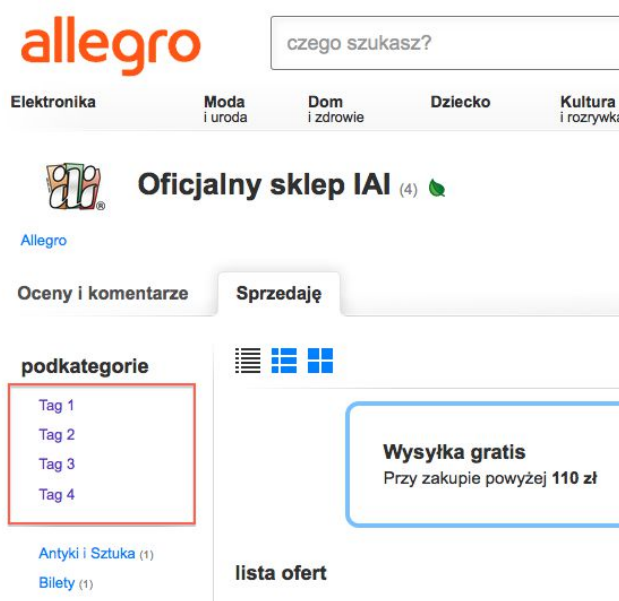 allegro
czego szukasz?
Elektronika
Moda
i uroda
Dom
i zdrowie
Dziecko
Kultura
i rozrywka
Oficjalny sklep IAI (4)
Allegro
Oceny i komentarze
Sprzedaję
podkategorie
Tag 1
Tag 2
Tag 3
Tag 4
Antyki i Sztuka (1)
Bilety (1)
Wysyłka gratis
Przy zakupie powyżej 110 zł
lista ofert